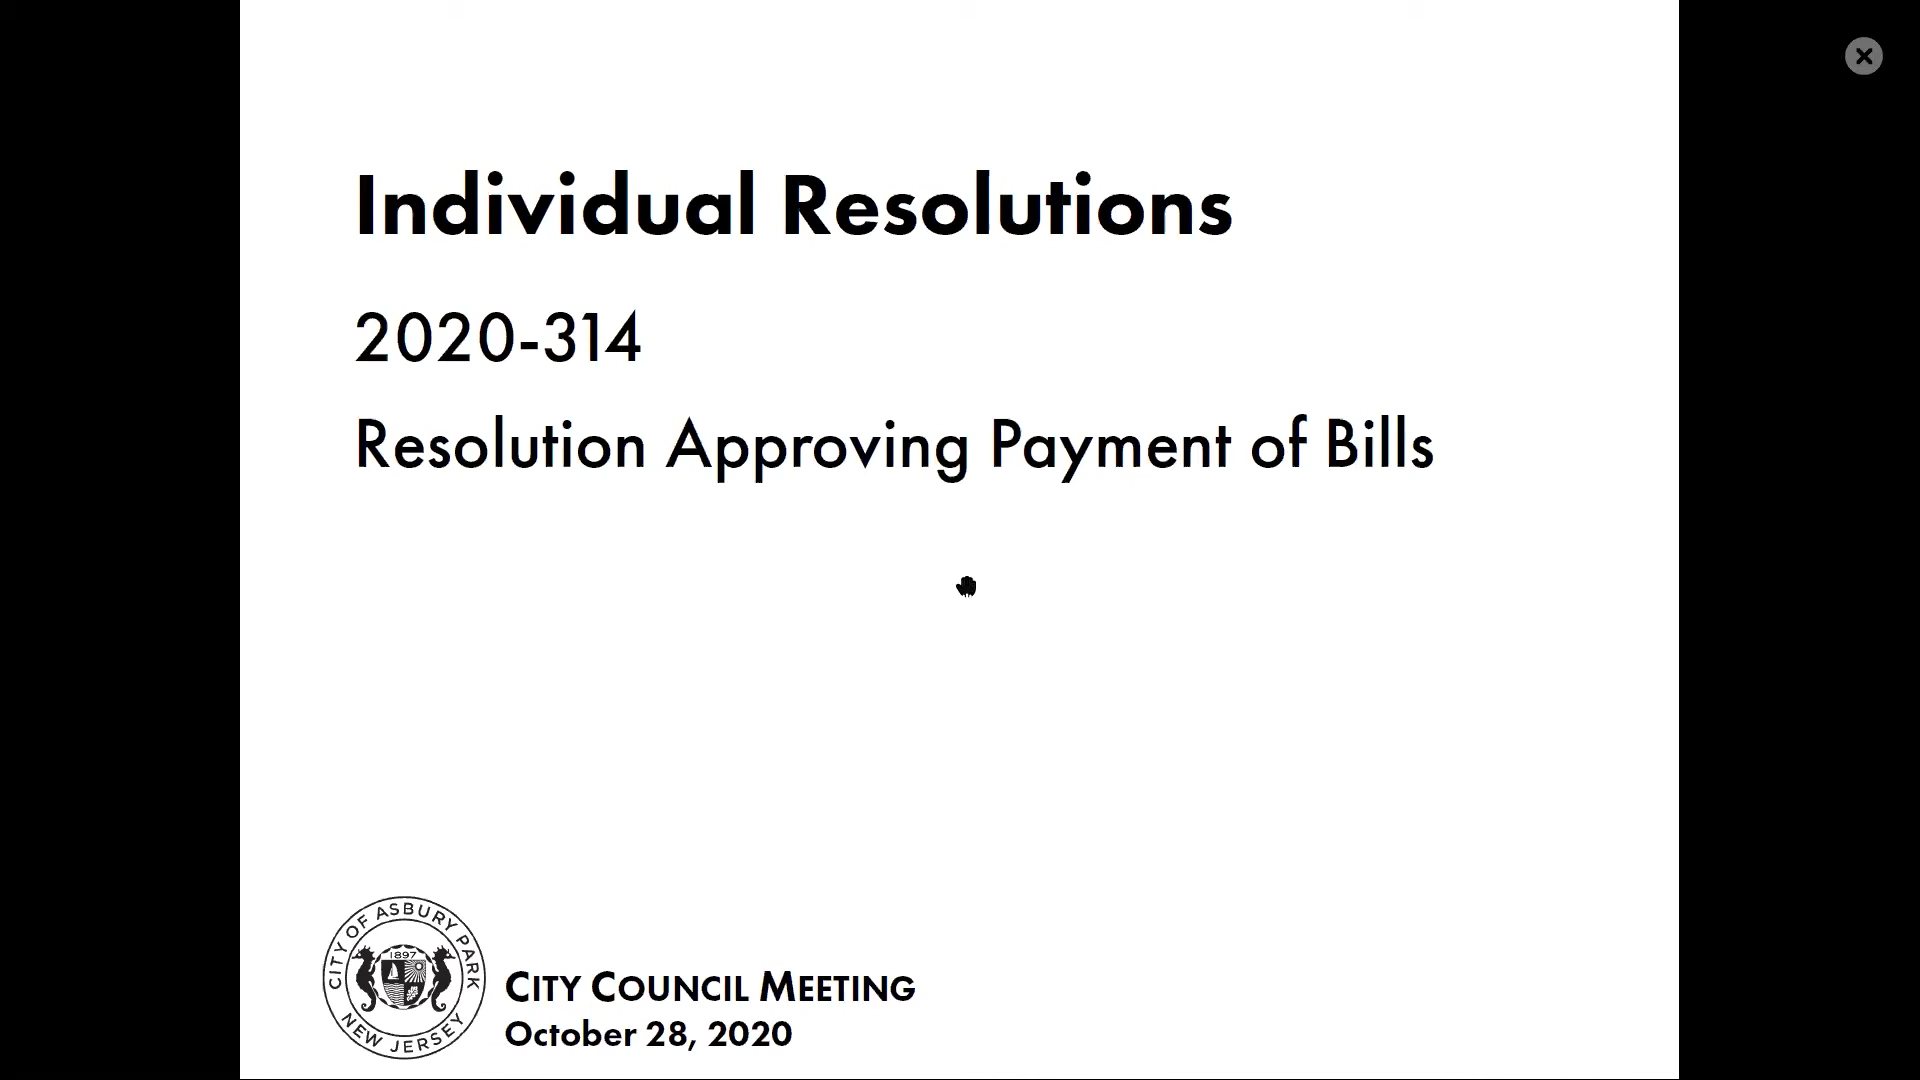 Individual Resolutions
2020-314
Resolution Approving Payment of Bills
CITY OF ASBURY PARK
1897
NEW JERSEY
CITY COUNCIL MEETING
October 28, 2020